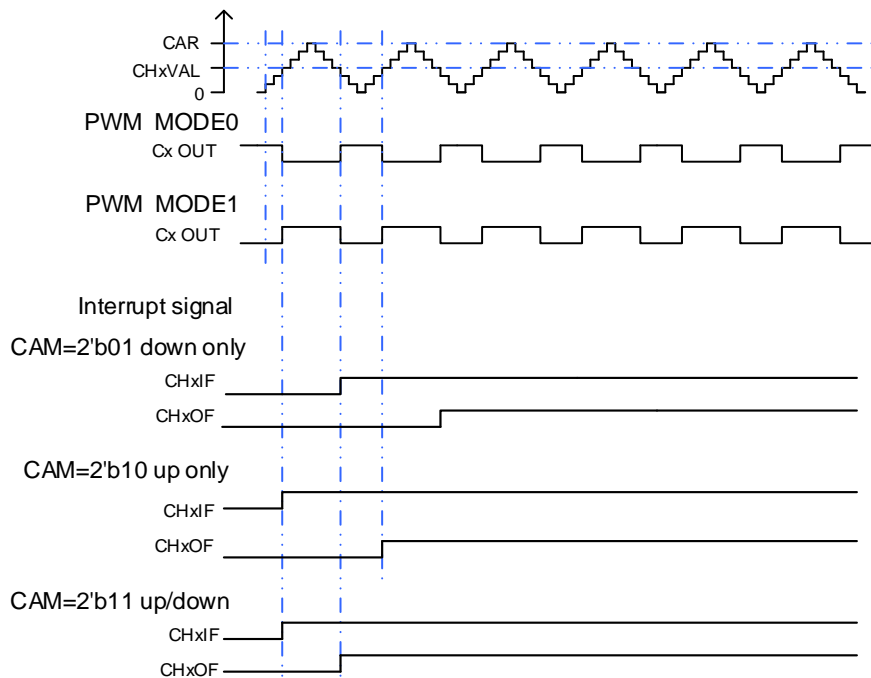 CAR
CHxVAL
0
PWM MODE0
Cx OUT
PWM MODE1
Cx OUT
Interrupt signal
CAM=2'b01 down only
CHxIF
CHxOF
CAM=2'b10 up only
CHxIF
CHxOF
CAM=2'b11 up/down
CHxIF
CHxOF